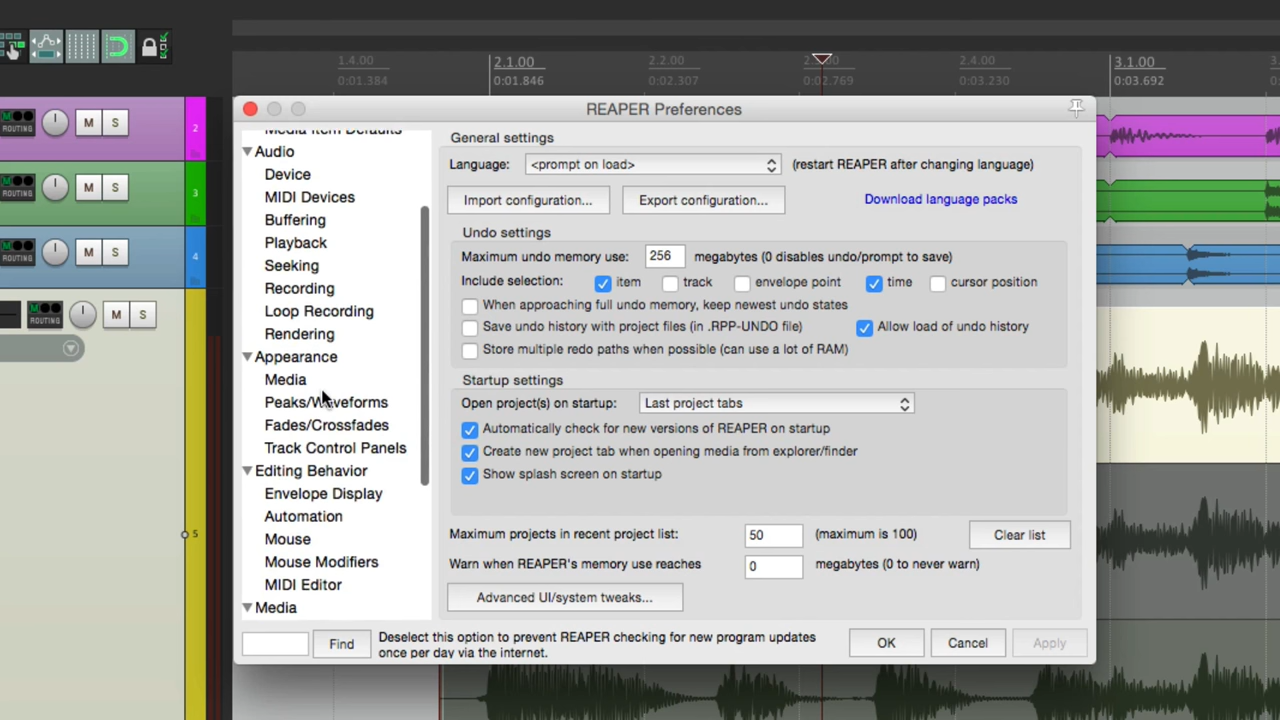 1.4.00 2.1.00 2.2.00 2.4.00 3.1.00
0:01.384 0:01.846 0:02.307 0:02.769 0:03.230 0:03.692
REAPER Preferences
Media Item Defaults
Audio
Device
MIDI Devices
Buffering
Playback
Seeking
Recording
Loop Recording
Rendering
Appearance
Media
Peaks/Waveforms
Fades/Crossfades
Track Control Panels
Editing Behavior
Envelope Display
Automation
Mouse
Mouse Modifiers
MIDI Editor
Media
Find
General settings
Language: <prompt on load> (restart REAPER after changing language)
Import configuration... Export configuration... Download language packs
Undo settings
Maximum undo memory use: 256 megabytes (0 disables undo/prompt to save)
Include selection: item track envelope point time cursor position
When approaching full undo memory, keep newest undo states
Save undo history with project files (in .RPP-UNDO file) Allow load of undo history
Store multiple redo paths when possible (can use a lot of RAM)
Startup settings
Open project(s) on startup: Last project tabs
Automatically check for new versions of REAPER on startup
Create new project tab when opening media from explorer/finder
Show splash screen on startup
Maximum projects in recent project list: 50 (maximum is 100) Clear list
Warn when REAPER's memory use reaches 0 megabytes (0 to never warn)
Advanced UI/system tweaks...
Deselect this option to prevent REAPER checking for new program updates
once per day via the internet.
OK Cancel Apply
ROUTING M S 2
ROUTING M S 3
ROUTING M S 4
ROUTING M S
5